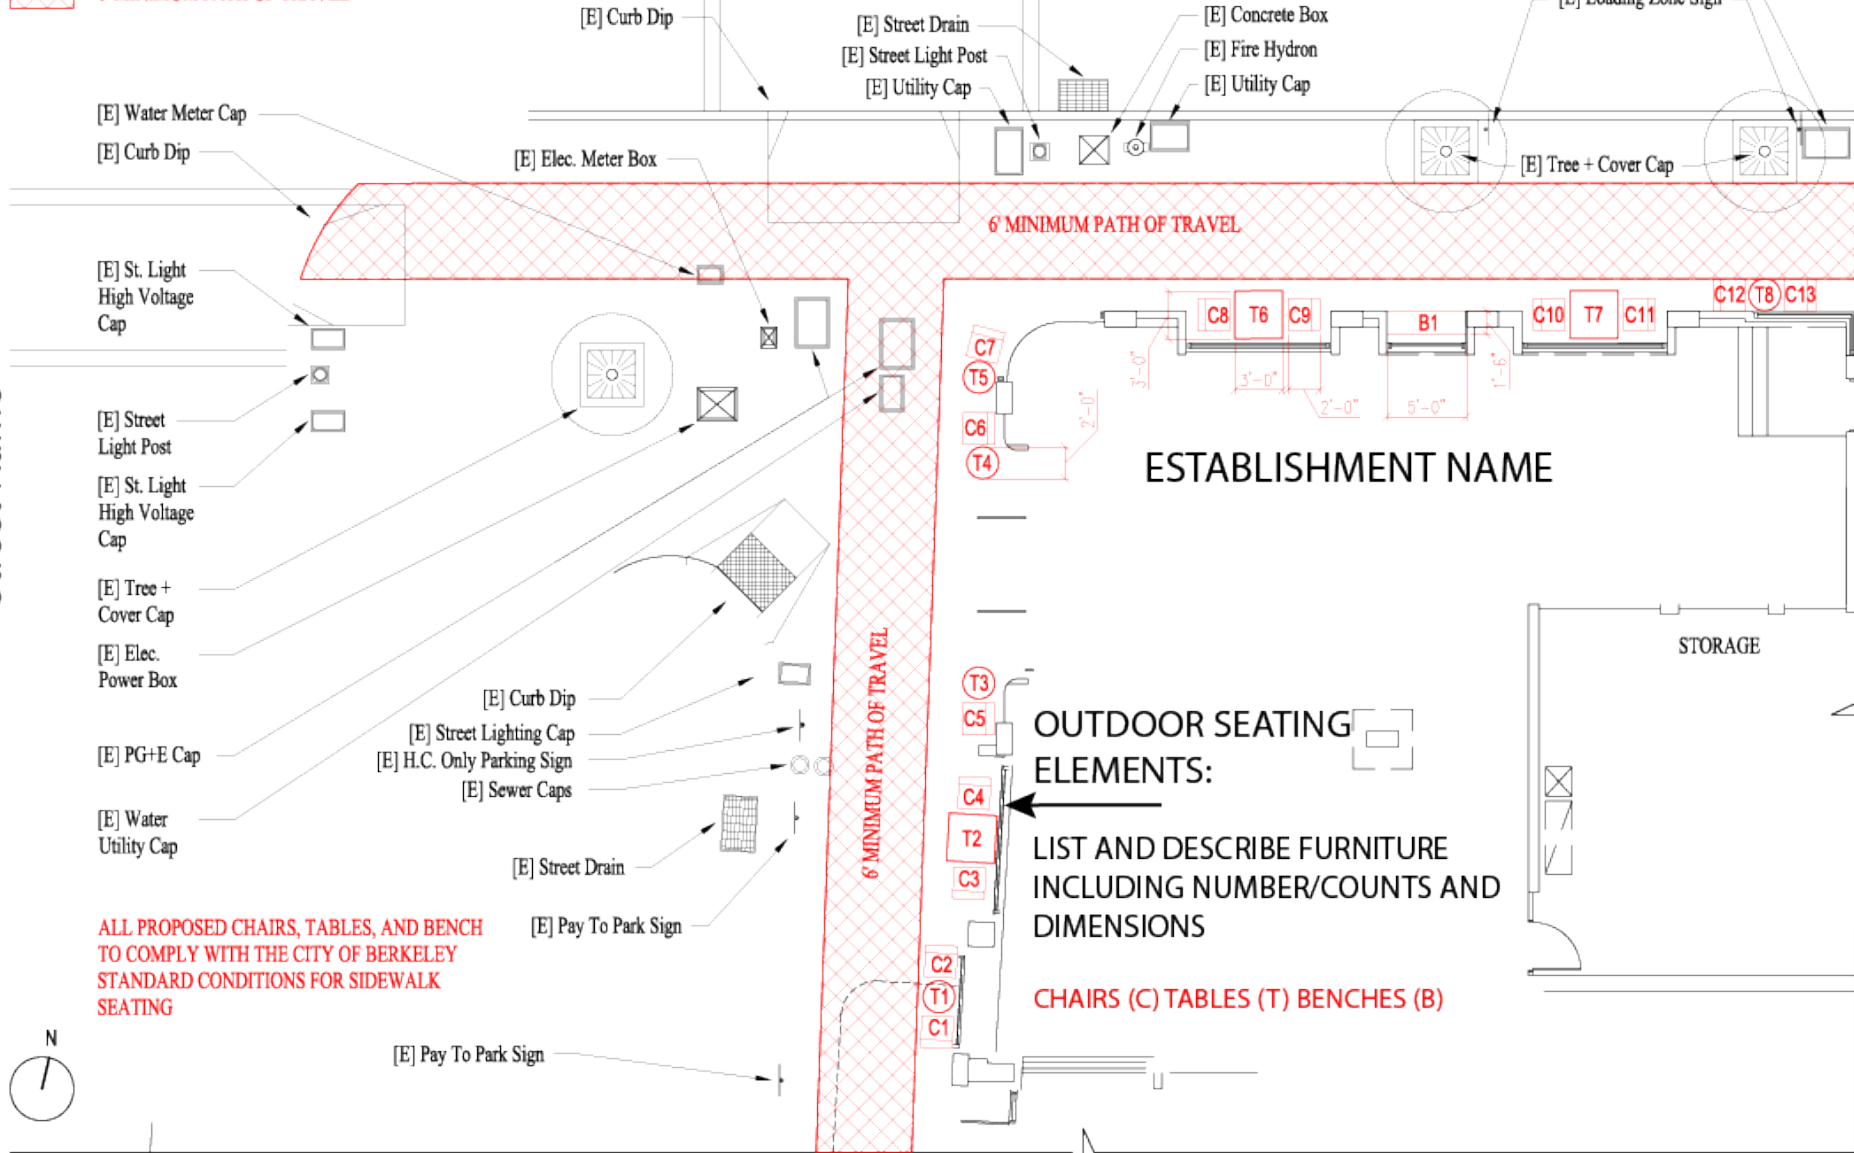 [E] Curb Dip
[E] Street Drain
[E] Street Light Post
[E] Utility Cap
[E] Concrete Box
[E] Fire Hydron
[E] Utility Cap
[E] Loading Zone Sign
[E] Water Meter Cap
[E] Curb Dip
[E] Elec. Meter Box
[E] Tree + Cover Cap
6' MINIMUM PATH OF TRAVEL
[E] St. Light
High Voltage
Cap
[E] Street
Light Post
[E] St. Light
High Voltage
Cap
[E] Tree +
Cover Cap
[E] Elec.
Power Box
[E] PG+E Cap
[E] Water
Utility Cap
C8 T6 C9
B1
C10 T7 C11
C12 T8 C13
3'-0"
3'-0"
2'-0"
5'-0"
1'-6"
2'-0"
C7
T5
C6
T4
ESTABLISHMENT NAME
STORAGE
6' MINIMUM PATH OF TRAVEL
[E] Curb Dip
[E] Street Lighting Cap
[E] H.C. Only Parking Sign
[E] Sewer Caps
[E] Street Drain
[E] Pay To Park Sign
[E] Pay To Park Sign
T3
C5
C4
T2
C3
C2
T1
C1
OUTDOOR SEATING
ELEMENTS:
LIST AND DESCRIBE FURNITURE
INCLUDING NUMBER/COUNTS AND
DIMENSIONS
CHAIRS (C) TABLES (T) BENCHES (B)
ALL PROPOSED CHAIRS, TABLES, AND BENCH
TO COMPLY WITH THE CITY OF BERKELEY
STANDARD CONDITIONS FOR SIDEWALK
SEATING
N